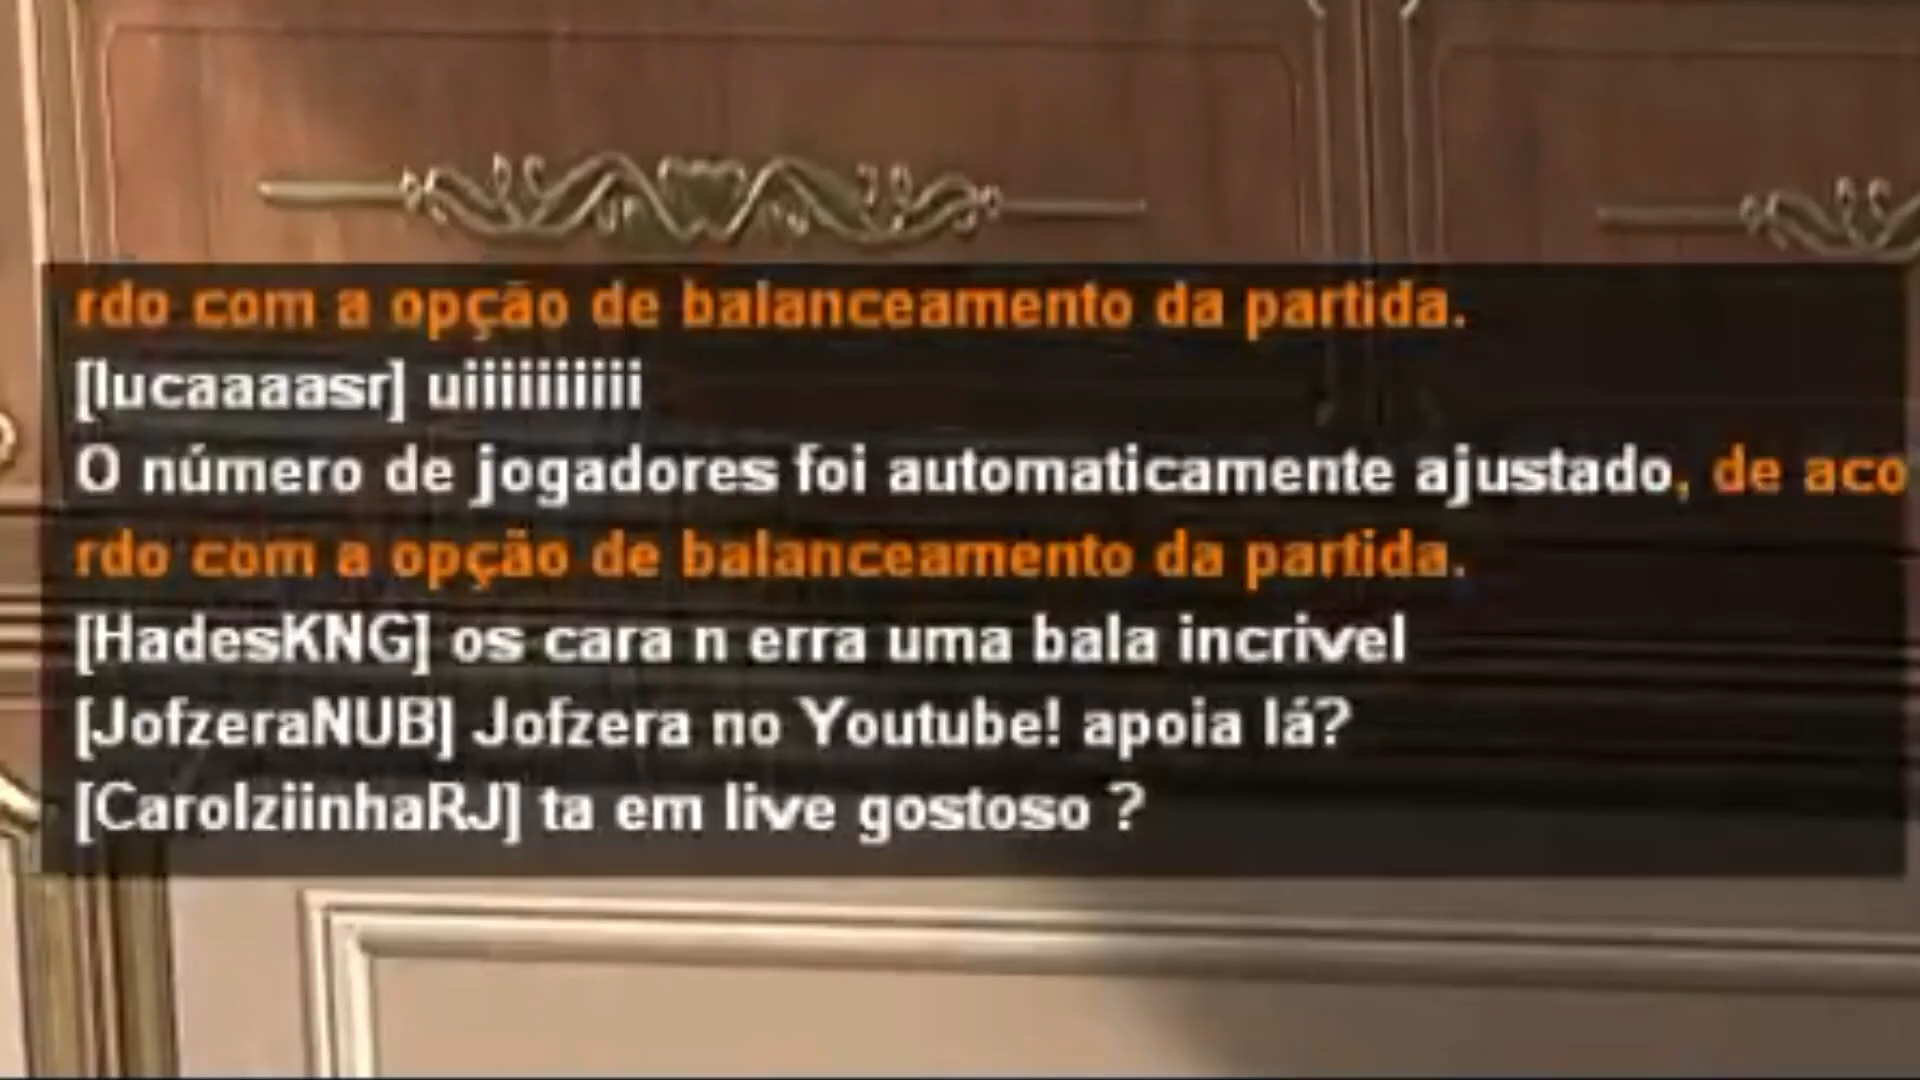 rdo com a opção de balanceamento da partida.
[lucaaaasr] uiiiiiiiiii
O número de jogadores foi automaticamente ajustado, de aco
rdo com a opção de balanceamento da partida.
[HadesKNG] os cara n erra uma bala incrivel
[JofzeraNUB] Jofzera no Youtube! apoia lá?
[CarolziinhaRJ] ta em live gostoso ?